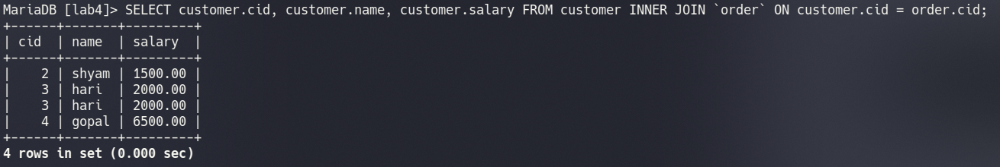 MariaDB [lab4]> SELECT customer.cid, customer.name, customer.salary FROM customer INNER JOIN `order` ON customer.cid = order.cid;
+------+-------+---------+
| cid  | name  | salary  |
+------+-------+---------+
|    2 | shyam | 1500.00 |
|    3 | hari  | 2000.00 |
|    3 | hari  | 2000.00 |
|    4 | gopal | 6500.00 |
+------+-------+---------+
4 rows in set (0.000 sec)